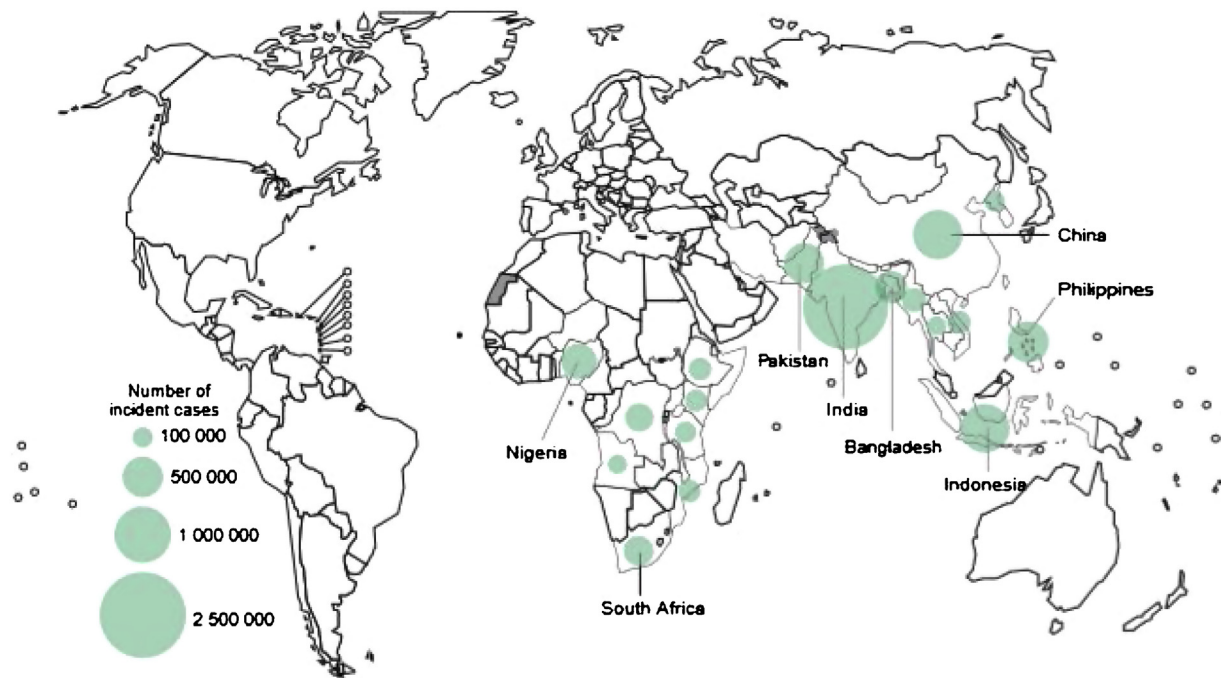 China
Philippines
Pakistan
India
Bangladesh
Indonesia
Nigeria
South Africa
Number of
incident cases
100 000
500 000
1 000 000
2 500 000